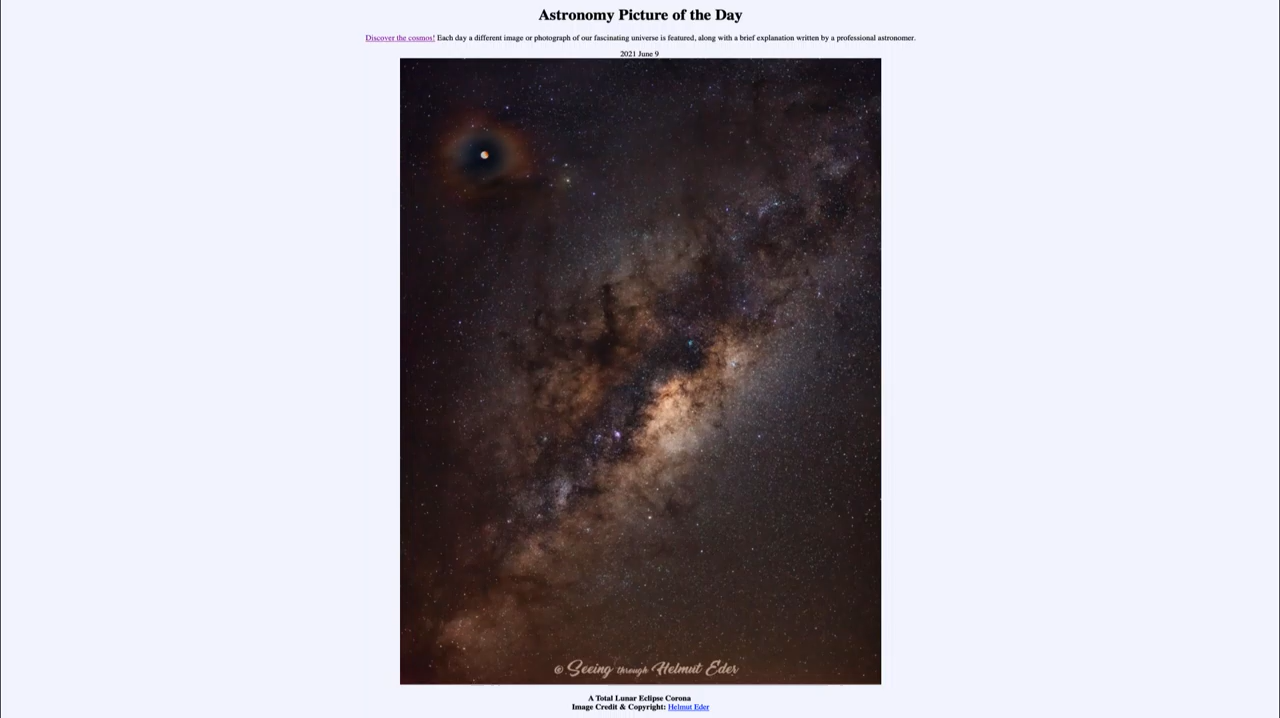 Astronomy Picture of the Day
Discover the cosmos! Each day a different image or photograph of our fascinating universe is featured, along with a brief explanation written by a professional astronomer.
2021 June 9
© Seeing through Helmut Eder
A Total Lunar Eclipse Corona
Image Credit & Copyright: Helmut Eder